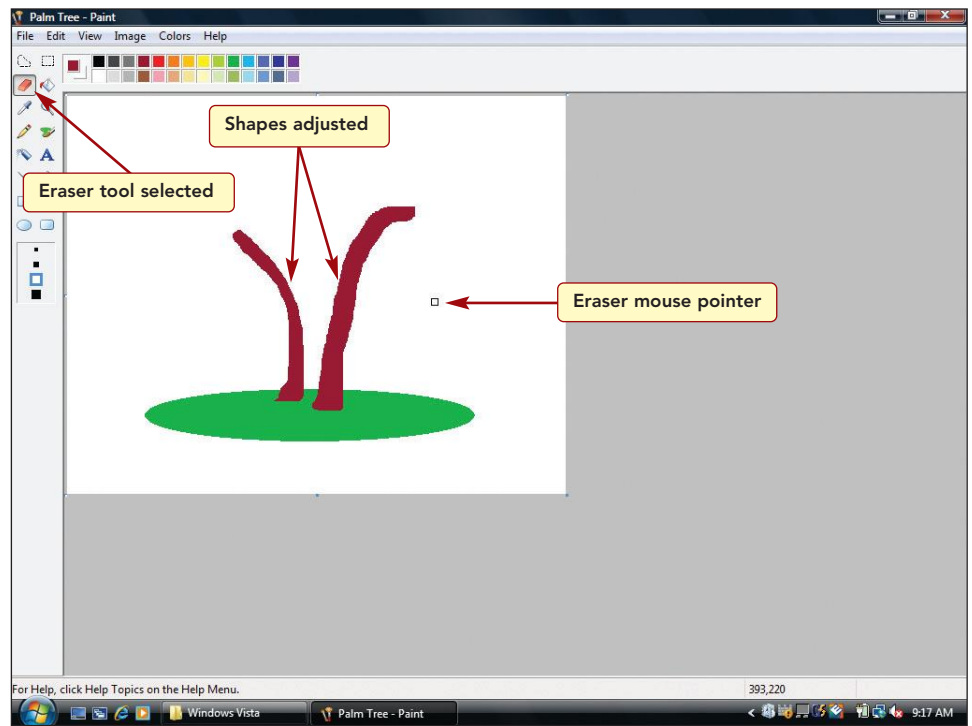 Palm Tree - Paint
File Edit View Image Colors Help
Shapes adjusted
A
Eraser tool selected
Eraser mouse pointer
For Help, click Help Topics on the Help Menu.
393,220
Windows Vista
Palm Tree - Paint
9:17 AM